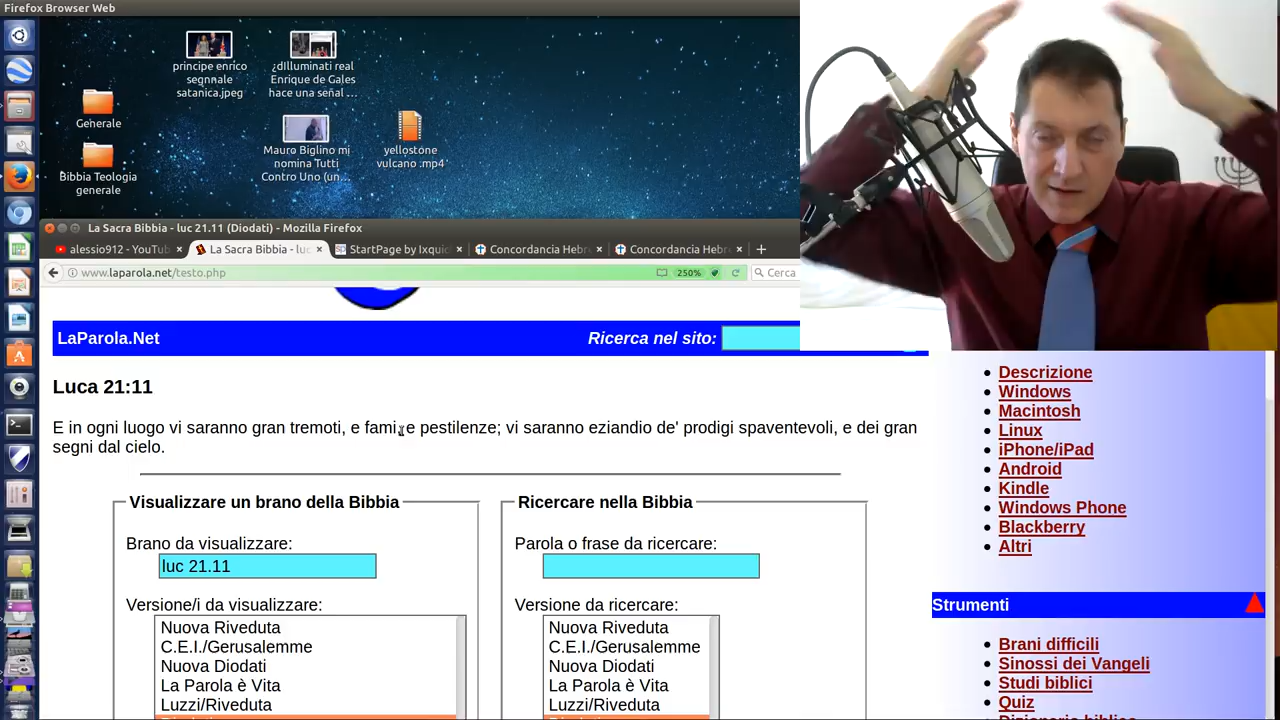 Firefox Browser Web
principe enrico
segnnale
satanica.jpeg
¿dIlluminati real
Enrique de Gales
hace una señal ...
Generale
Mauro Biglino mi
nomina Tutti
Contro Uno (un...
yellostone
vulcano .mp4
Bibbia Teologia
generale
La Sacra Bibbia - luc 21.11 (Diodati) - Mozilla Firefox
alessio912 - YouTub
La Sacra Bibbia - luc
StartPage by Ixquic
Concordancia Hebre
Concordancia Hebre
www.laparola.net/testo.php
250%
Cerca
LaParola.Net
Ricerca nel sito:
Luca 21:11
E in ogni luogo vi saranno gran tremoti, e fami, e pestilenze; vi saranno eziandio de' prodigi spaventevoli, e dei gran
segni dal cielo.
Visualizzare un brano della Bibbia
Brano da visualizzare:
luc 21.11
Versione/i da visualizzare:
Nuova Riveduta
C.E.I./Gerusalemme
Nuova Diodati
La Parola è Vita
Luzzi/Riveduta
Ricercare nella Bibbia
Parola o frase da ricercare:
Versione da ricercare:
Nuova Riveduta
C.E.I./Gerusalemme
Nuova Diodati
La Parola è Vita
Luzzi/Riveduta
Descrizione
Windows
Macintosh
Linux
iPhone/iPad
Android
Kindle
Windows Phone
Blackberry
Altri
Strumenti
Brani difficili
Sinossi dei Vangeli
Studi biblici
Quiz